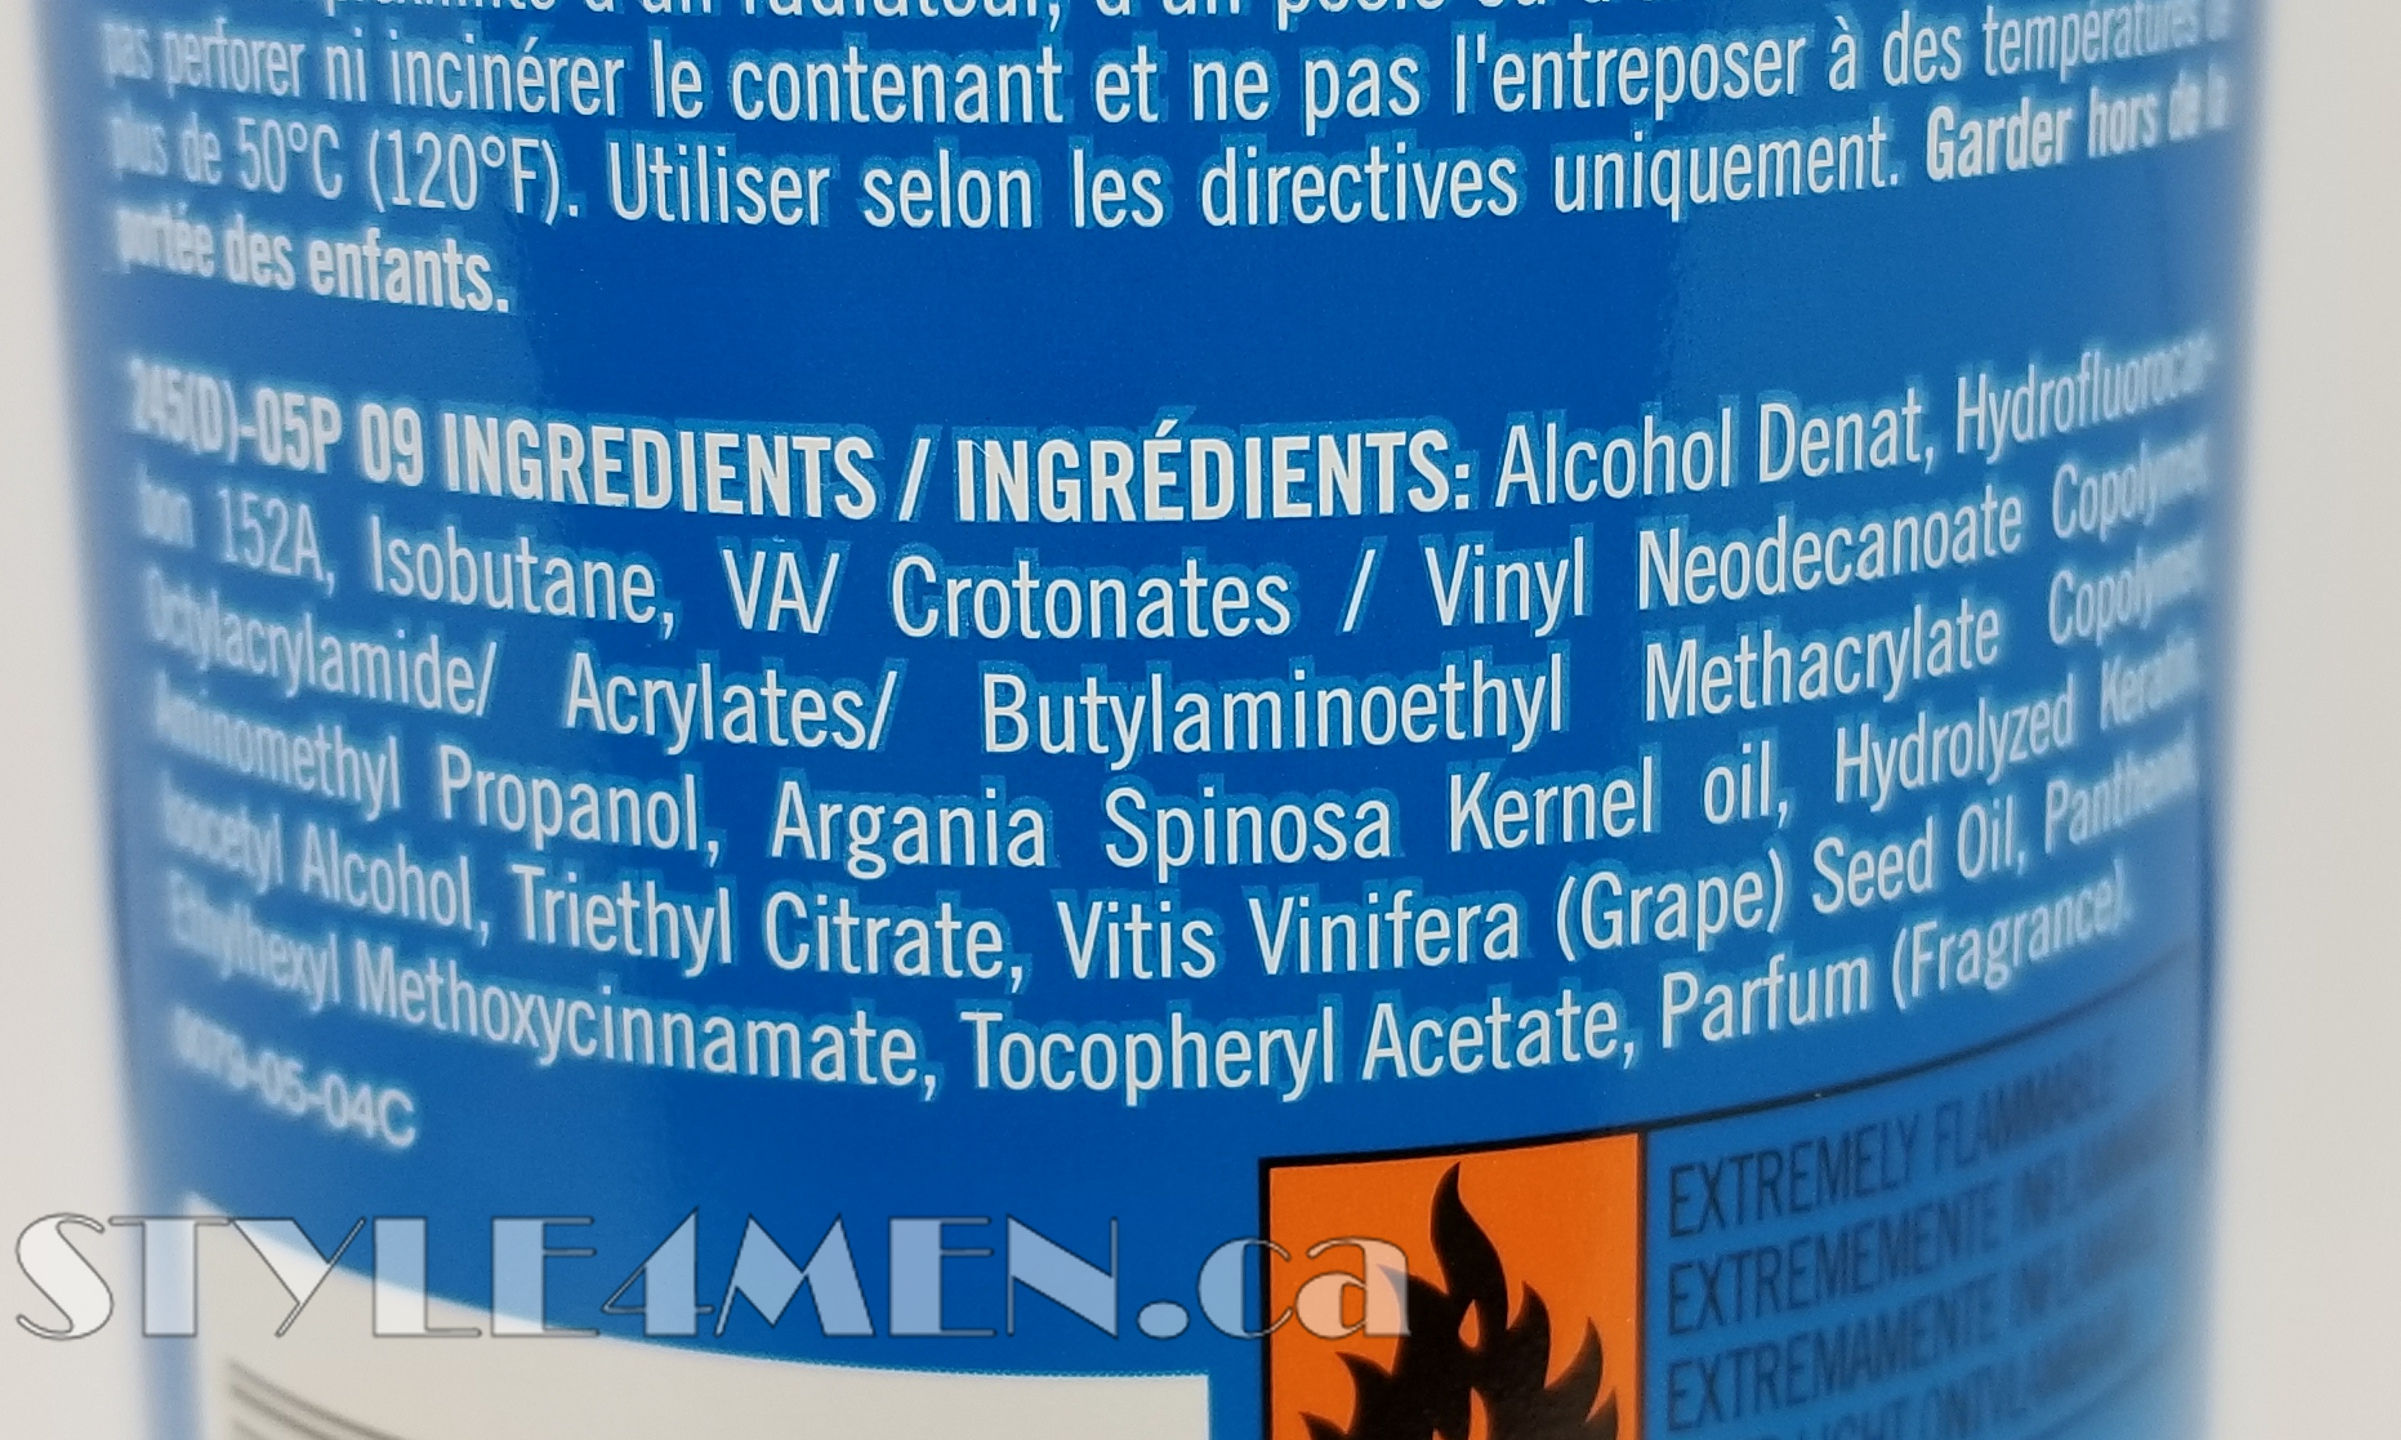 d'un radiateur, d'un
pas perforer ni incinérer le contenant et ne pas l'entreposer à des températures
plus de 50°C (120°F). Utiliser selon les directives uniquement. Garder hors de la
portée des enfants.
245(D)-05P 09 INGREDIENTS / INGRÉDIENTS: Alcohol Denat, Hydrofluorocar-
bon 152A, Isobutane, VA/ Crotonates / Vinyl Neodecanoate Copolymer,
Octylacrylamide/ Acrylates/ Butylaminoethyl Methacrylate Copolymer,
Aminomethyl Propanol, Argania Spinosa Kernel oil, Hydrolyzed Keratin,
Isocetyl Alcohol, Triethyl Citrate, Vitis Vinifera (Grape) Seed Oil, Panthenol,
Ethylhexyl Methoxycinnamate, Tocopheryl Acetate, Parfum (Fragrance).
EXTREMELY FLAMMABLE
EXTREMEMENTE
EXTREMAMENTE
STYLE4MEN.ca